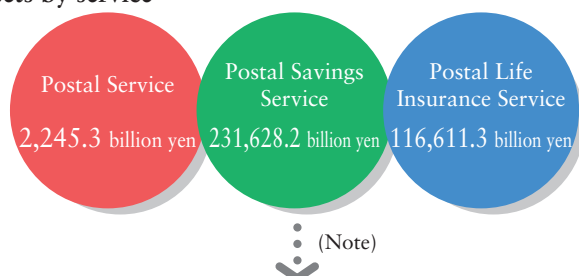 Postal Service
2,245.3 billion yen
Postal Savings
Service
231,628.2 billion yen
Postal Life
Insurance Service
116,611.3 billion yen
(Note)